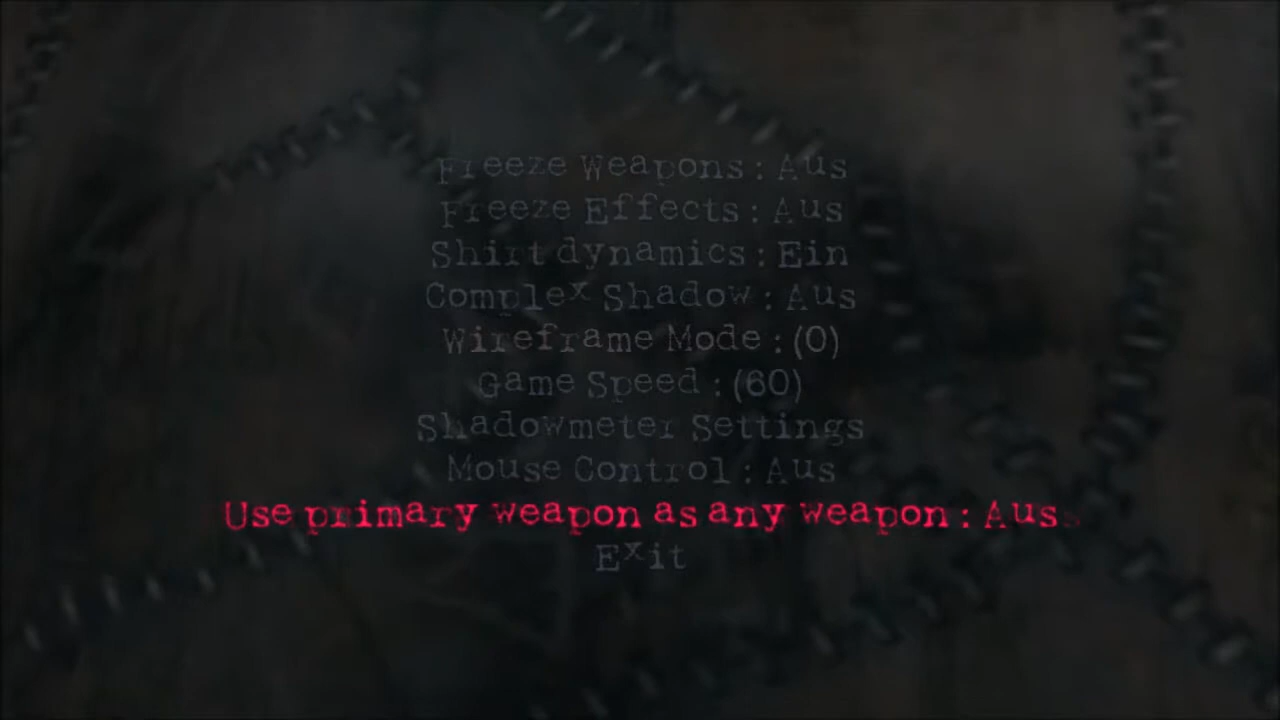 Freeze Weapons : Aus
Freeze Effects : Aus
Shirt dynamics : Ein
Complex Shadow : Aus
Wireframe Mode : (0)
Game Speed : (60)
Shadowmeter Settings
Mouse Control : Aus
Use primary weapon as any weapon : Aus
Exit